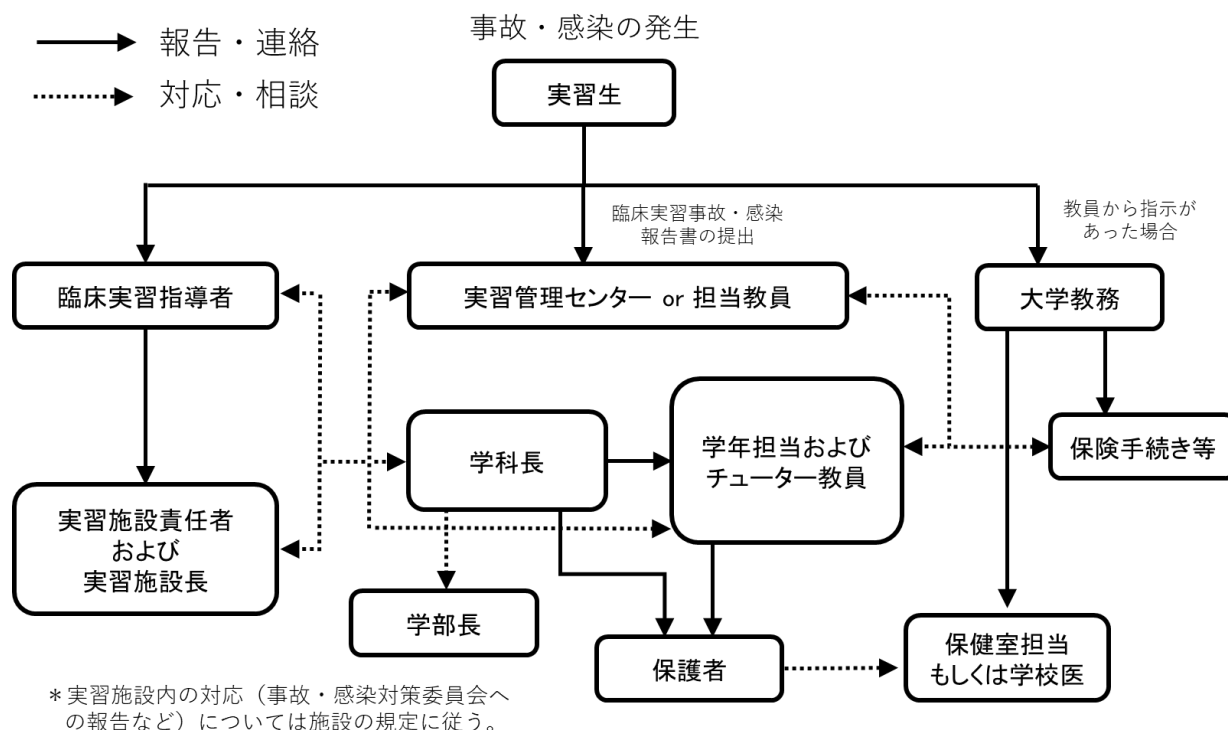 報告・連絡
対応・相談
事故・感染の発生
実習生
臨床実習事故・感染
報告書の提出
教員から指示が
あった場合
臨床実習指導者
実習管理センター or 担当教員
大学教務
学科長
学年担当および
チューター教員
保険手続き等
実習施設責任者
および
実習施設長
学部長
保護者
保健室担当
もしくは学校医
＊実習施設内の対応（事故・感染対策委員会へ
の報告など）については施設の規定に従う。